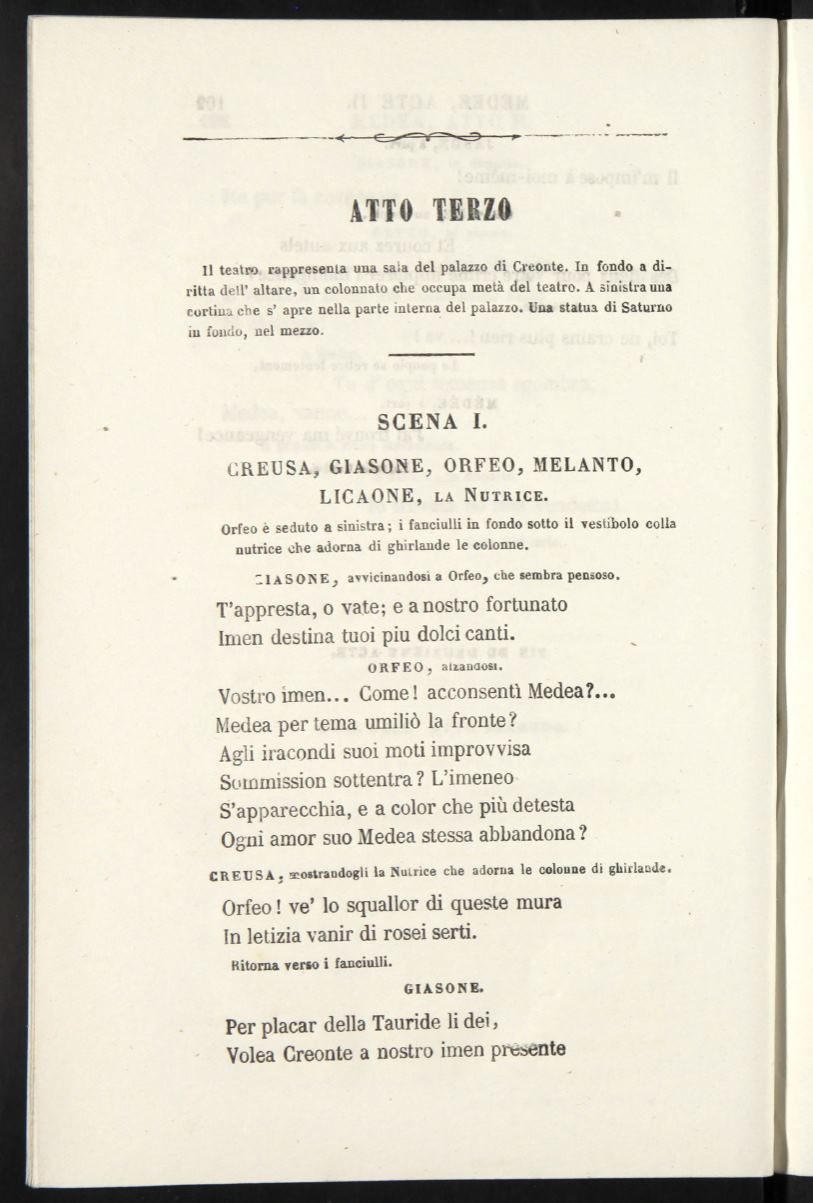 ATTO TERZO
Il teatro rappresenta una sala del palazzo di Creonte. In fondo a di-
ritta dell' altare, un colonnato che occupa metà del teatro. A sinistra una
cortina che s' apre nella parte interna del palazzo. Una statua di Saturno
in fondo, nel mezzo.
SCENA I.
CREUSA, GIASONE, ORFEO, MELANTO,
LICAONE, LA NUTRICE.
Orfeo è seduto a sinistra; i fanciulli in fondo sotto il vestibolo colla
nutrice che adorna di ghirlande le colonne.
GIASONE, avvicinandosi a Orfeo, che sembra pensoso.
T'appresta, o vate; e a nostro fortunato
Imen destina tuoi piu dolci canti.
ORFEO, alzandosi.
Vostro imen... Come! acconsentì Medea?...
Medea per tema umiliò la fronte?
Agli iracondi suoi moti improvvisa
Sommission sottentra? L'imeneo
S'apparecchia, e a color che più detesta
Ogni amor suo Medea stessa abbandona?
CREUSA, mostrandogli la Nutrice che adorna le colonne di ghirlande.
Orfeo! ve' lo squallor di queste mura
In letizia vanir di rosei serti.
Ritorna verso i fanciulli.
GIASONE.
Per placar della Tauride li dei,
Volea Creonte a nostro imen presente